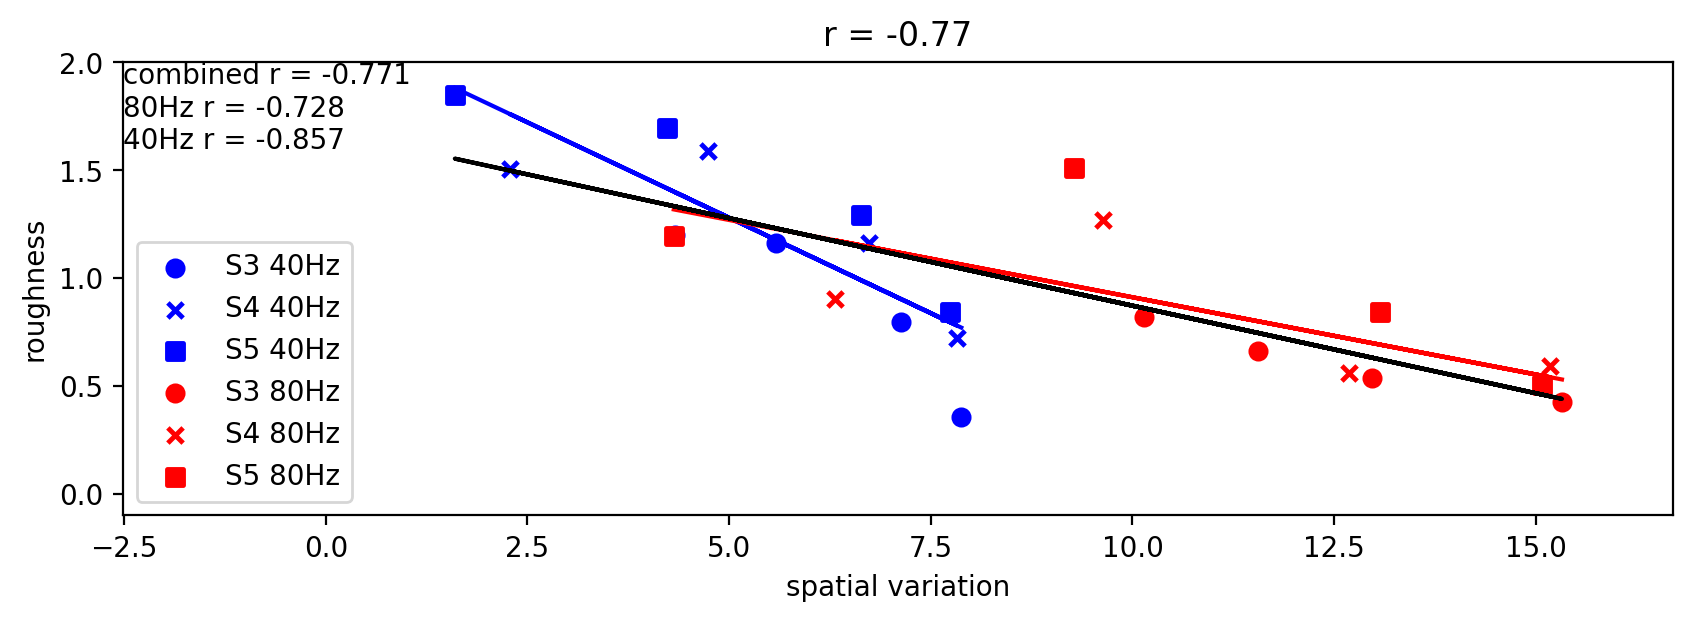 r = -0.77
combined r = -0.771
80Hz r = -0.728
40Hz r = -0.857
2.0
1.5
1.0
0.5
0.0
roughness
S3 40Hz
S4 40Hz
S5 40Hz
S3 80Hz
S4 80Hz
S5 80Hz
−2.5 0.0 2.5 5.0 7.5 10.0 12.5 15.0
spatial variation